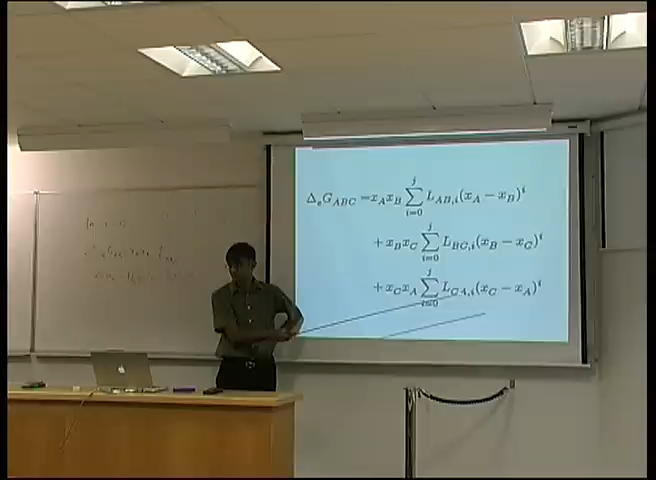 Δ_e G_{ABC} = x_A x_B \sum_{i=0}^{j} L_{AB,i}(x_A − x_B)^i
+ x_B x_C \sum_{i=0}^{j} L_{BC,i}(x_B − x_C)^i
+ x_C x_A \sum_{i=0}^{j} L_{CA,i}(x_C − x_A)^i